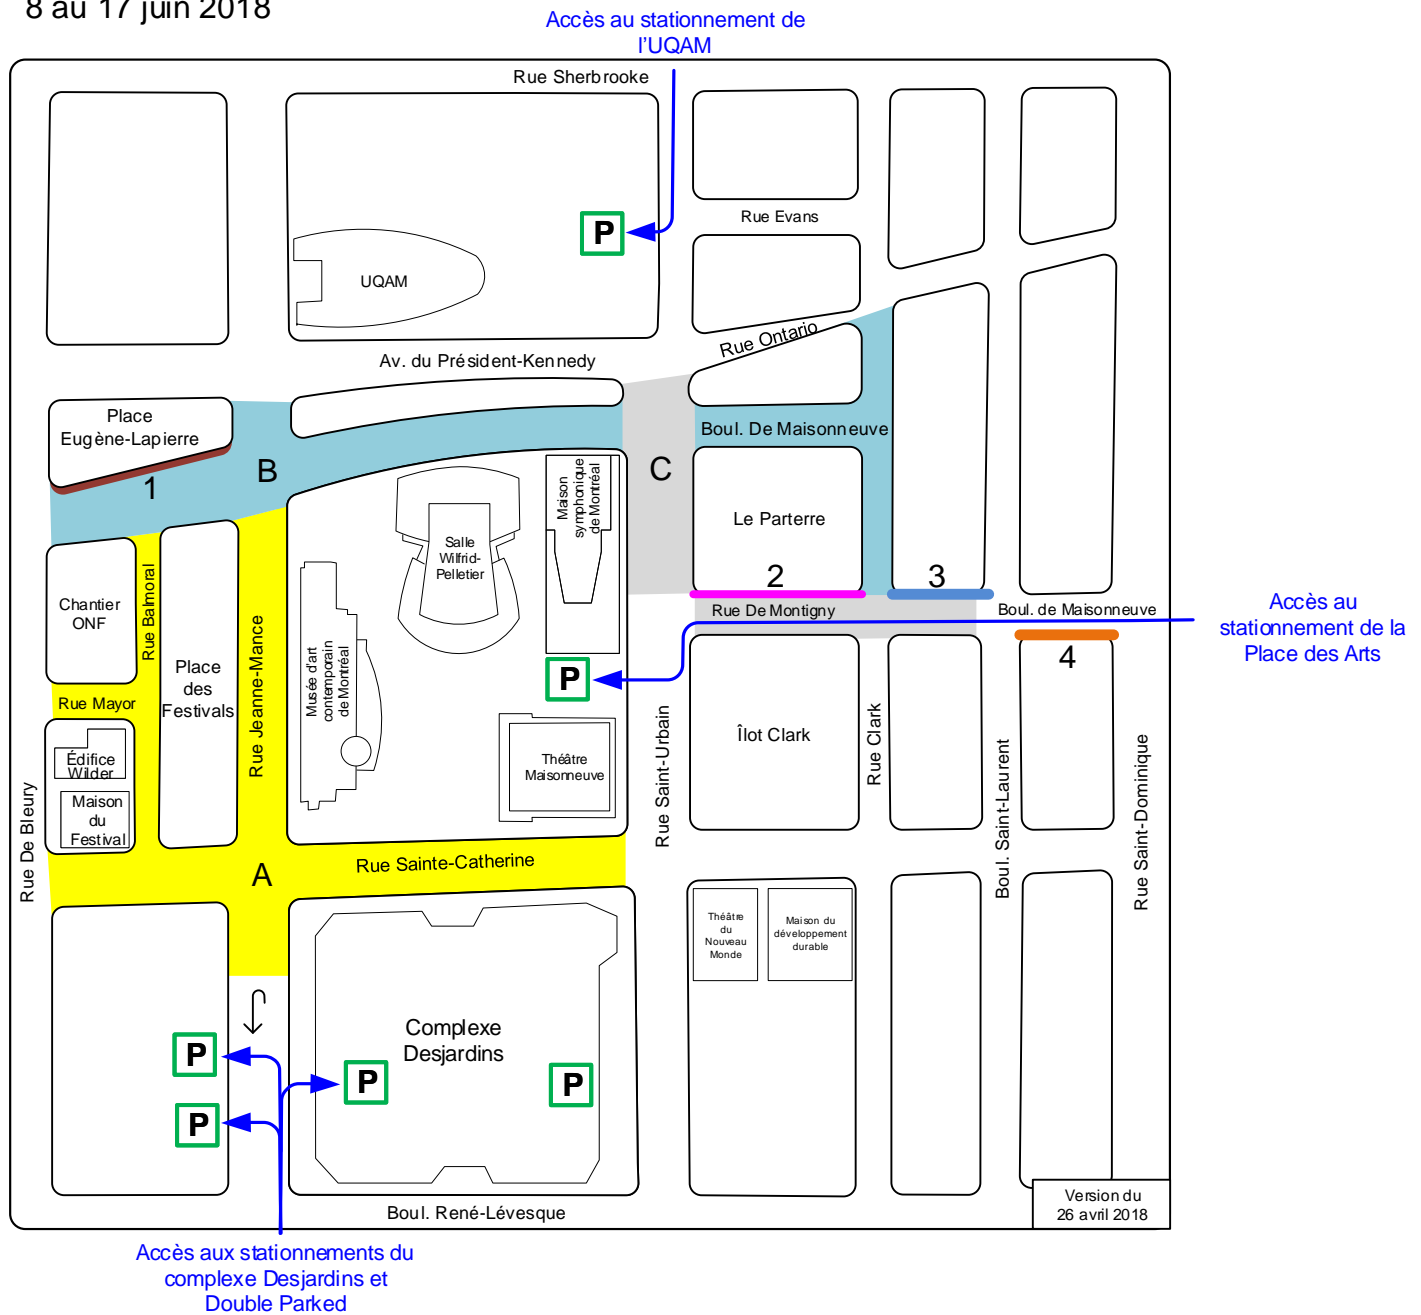 8 au 17 juin 2018
Accès au stationnement de
l'UQAM
Rue Sherbrooke
Rue Evans
P
UQAM
Rue Ontario
Av. du Président-Kennedy
Place
Eugène-Lapierre
Boul. De Maisonneuve
1
B
C
Maison
symphonique
de Montréal
Le Parterre
Salle
Wilfrid-
Pelletier
2
3
Chantier
ONF
Rue Balmoral
Rue De Montigny
Boul. de Maisonneuve
Accès au
stationnement de la
Place des Arts
4
Place
des
Festivals
Rue Jeanne-Mance
Musée d'art
contemporain
de Montréal
P
Rue Mayor
Édifice
Wilder
Maison
du
Festival
Théâtre
Maisonneuve
Rue Saint-Urbain
Îlot Clark
Rue Clark
Boul. Saint-Laurent
Rue Saint-Dominique
Rue De Bleury
A
Rue Sainte-Catherine
Théâtre
du
Nouveau
Monde
Maison du
développement
durable
Complexe
Desjardins
P
P
P
P
Version du
26 avril 2018
Boul. René-Lévesque
Accès aux stationnements du
complexe Desjardins et
Double Parked